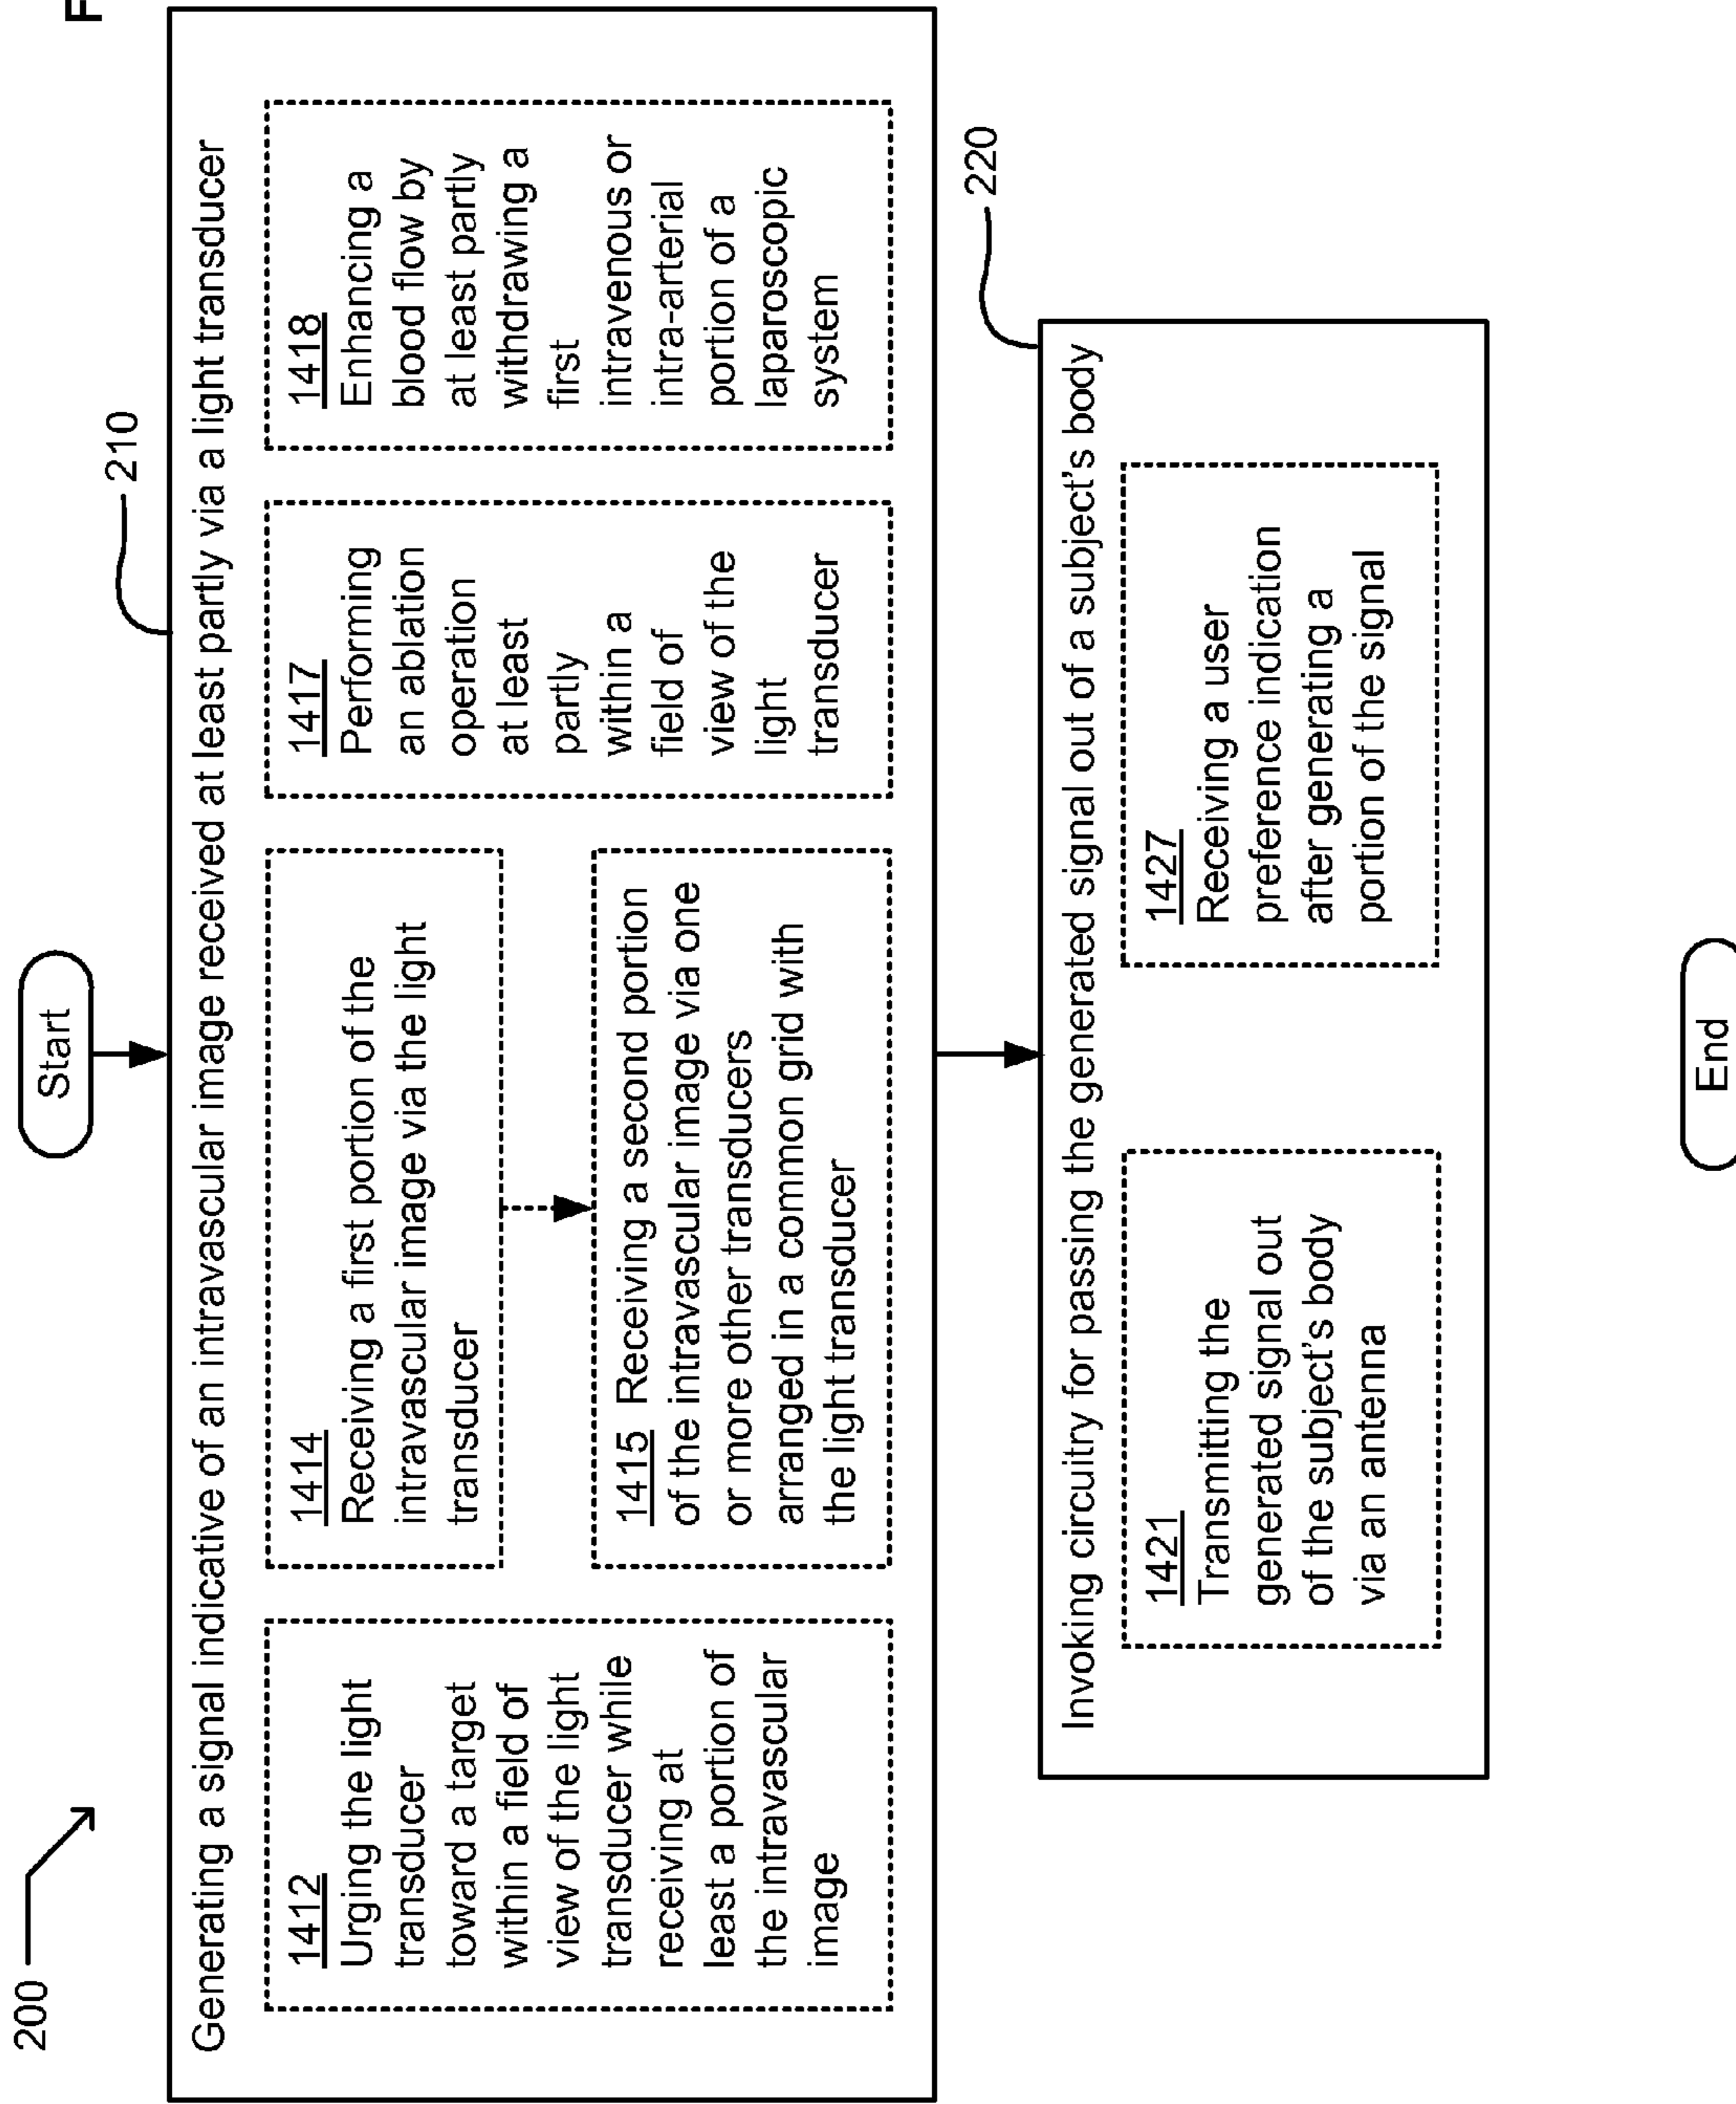 F
200
Start
210
Generating a signal indicative of an intravascular image received at least partly via a light transducer
1412
Urging the light
transducer
toward a target
within a field of
view of the light
transducer while
receiving at
least a portion of
the intravascular
image
1414
Receiving a first portion of the
intravascular image via the light
transducer
1415 Receiving a second portion
of the intravascular image via one
or more other transducers
arranged in a common grid with
the light transducer
1417
Performing
an ablation
operation
at least
partly
within a
field of
view of the
light
transducer
1418
Enhancing a
blood flow by
at least partly
withdrawing a
first
intravenous or
intra-arterial
portion of a
laparoscopic
system
220
Invoking circuitry for passing the generated signal out of a subject's body
1421
Transmitting the
generated signal out
of the subject's body
via an antenna
1427
Receiving a user
preference indication
after generating a
portion of the signal
End